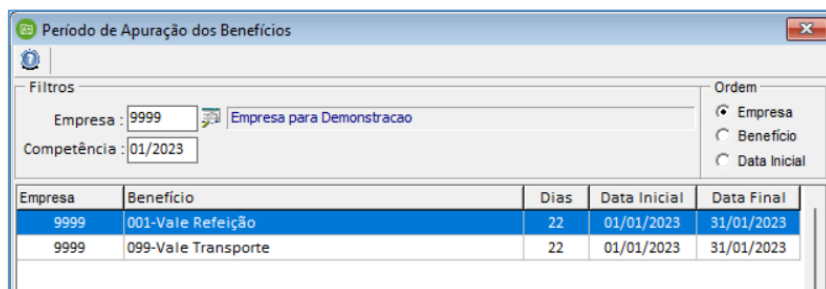 Período de Apuração dos Benefícios
Filtros
Empresa : 9999 Empresa para Demonstracao
Competência : 01/2023
Ordem
Empresa
Benefício
Data Inicial
Empresa Benefício Dias Data Inicial Data Final
9999 001-Vale Refeição 22 01/01/2023 31/01/2023
9999 099-Vale Transporte 22 01/01/2023 31/01/2023